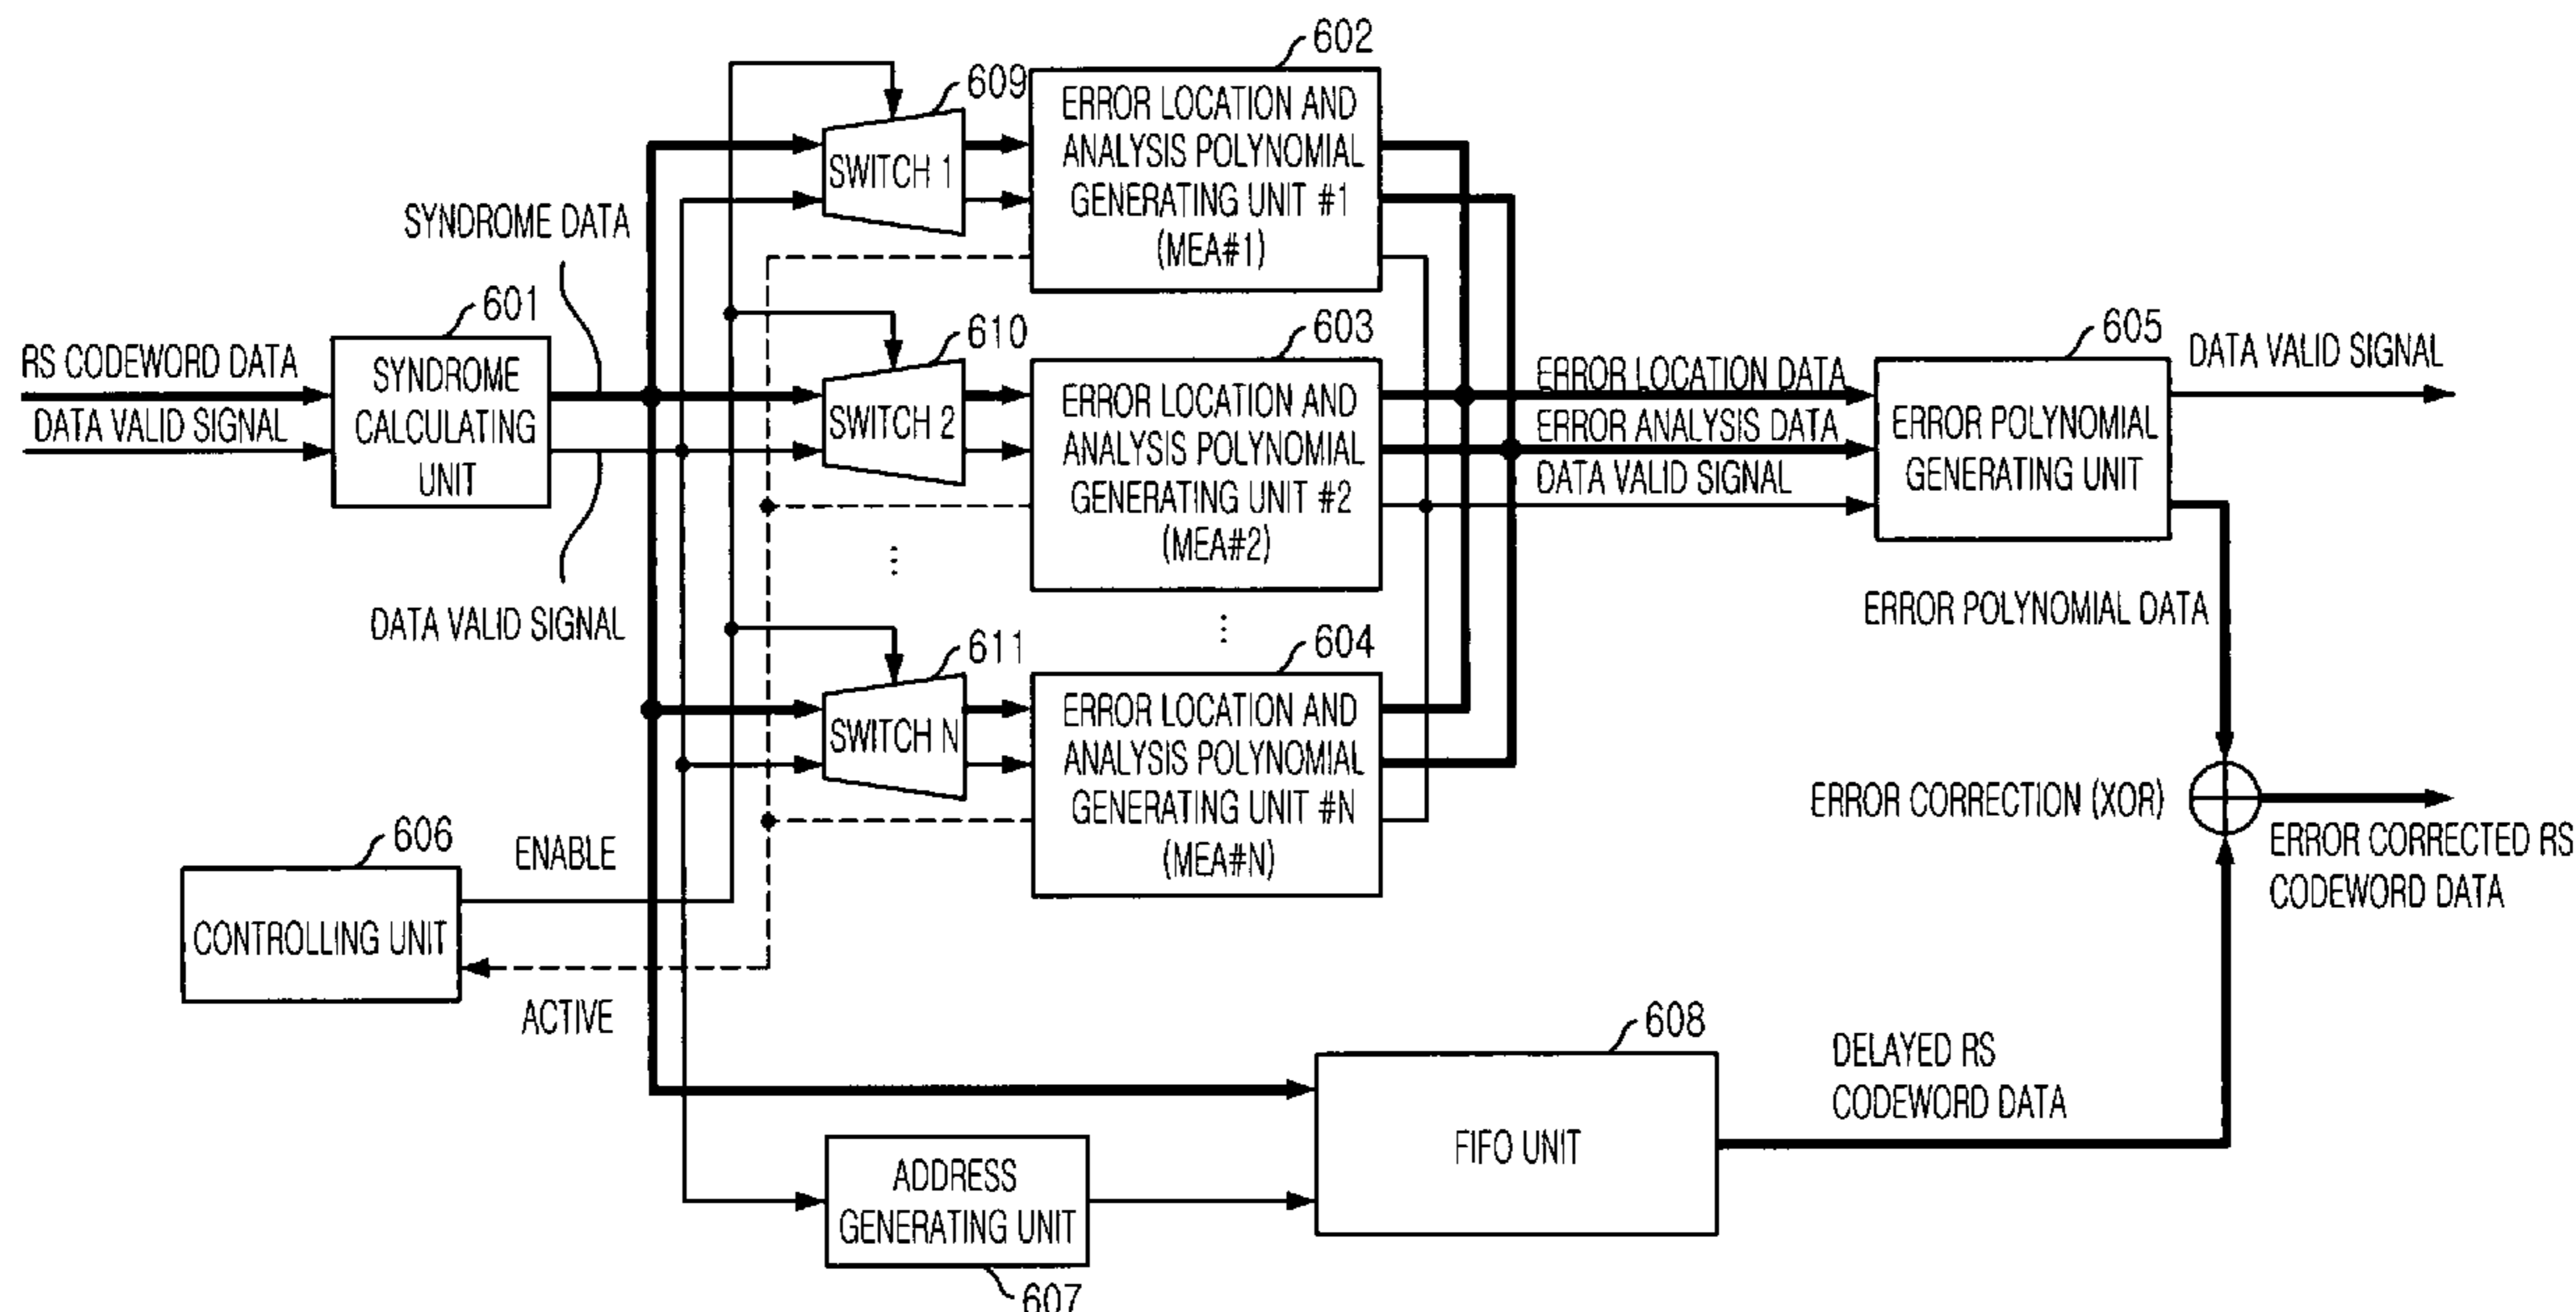 602
609
ERROR LOCATION AND
ANALYSIS POLYNOMIAL
GENERATING UNIT #1
(MEA#1)
SWITCH 1
SYNDROME DATA
601
RS CODEWORD DATA
DATA VALID SIGNAL
SYNDROME
CALCULATING
UNIT
DATA VALID SIGNAL
610
SWITCH 2
603
ERROR LOCATION AND
ANALYSIS POLYNOMIAL
GENERATING UNIT #2
(MEA#2)
ERROR LOCATION DATA
ERROR ANALYSIS DATA
DATA VALID SIGNAL
605
ERROR POLYNOMIAL
GENERATING UNIT
DATA VALID SIGNAL
ERROR POLYNOMIAL DATA
...
...
611
SWITCH N
604
ERROR LOCATION AND
ANALYSIS POLYNOMIAL
GENERATING UNIT #N
(MEA#N)
ERROR CORRECTION (XOR)
ERROR CORRECTED RS
CODEWORD DATA
606
CONTROLLING UNIT
ENABLE
ACTIVE
608
FIFO UNIT
DELAYED RS
CODEWORD DATA
ADDRESS
GENERATING UNIT
607